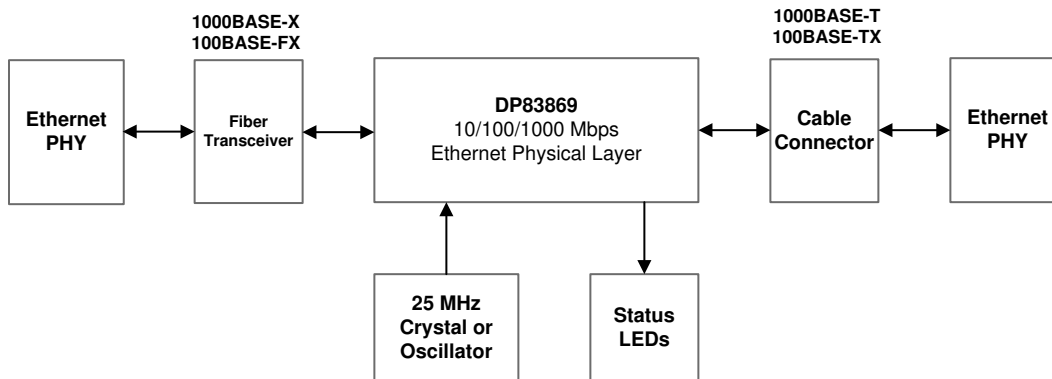 1000BASE-X
100BASE-FX
1000BASE-T
100BASE-TX
Ethernet
PHY
Fiber
Transceiver
DP83869
10/100/1000 Mbps
Ethernet Physical Layer
Cable
Connector
Ethernet
PHY
25 MHz
Crystal or
Oscillator
Status
LEDs